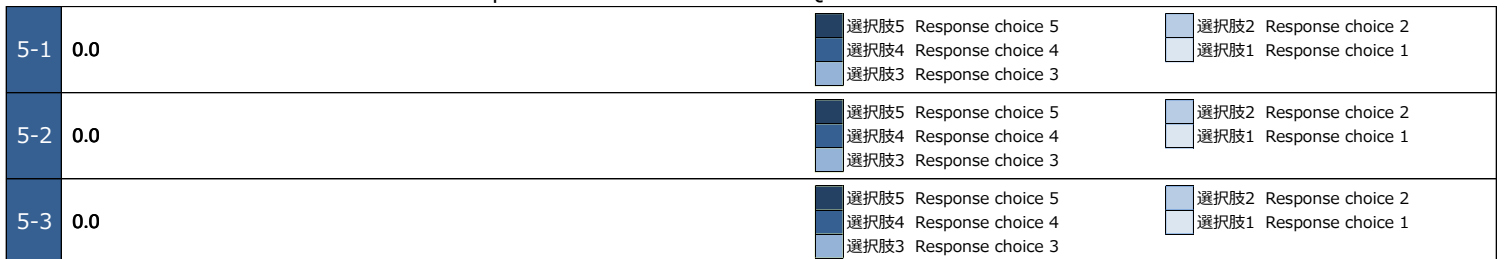 5-1 0.0 選択肢5 Response choice 5 選択肢2 Response choice 2
選択肢4 Response choice 4 選択肢1 Response choice 1
選択肢3 Response choice 3
5-2 0.0 選択肢5 Response choice 5 選択肢2 Response choice 2
選択肢4 Response choice 4 選択肢1 Response choice 1
選択肢3 Response choice 3
5-3 0.0 選択肢5 Response choice 5 選択肢2 Response choice 2
選択肢4 Response choice 4 選択肢1 Response choice 1
選択肢3 Response choice 3